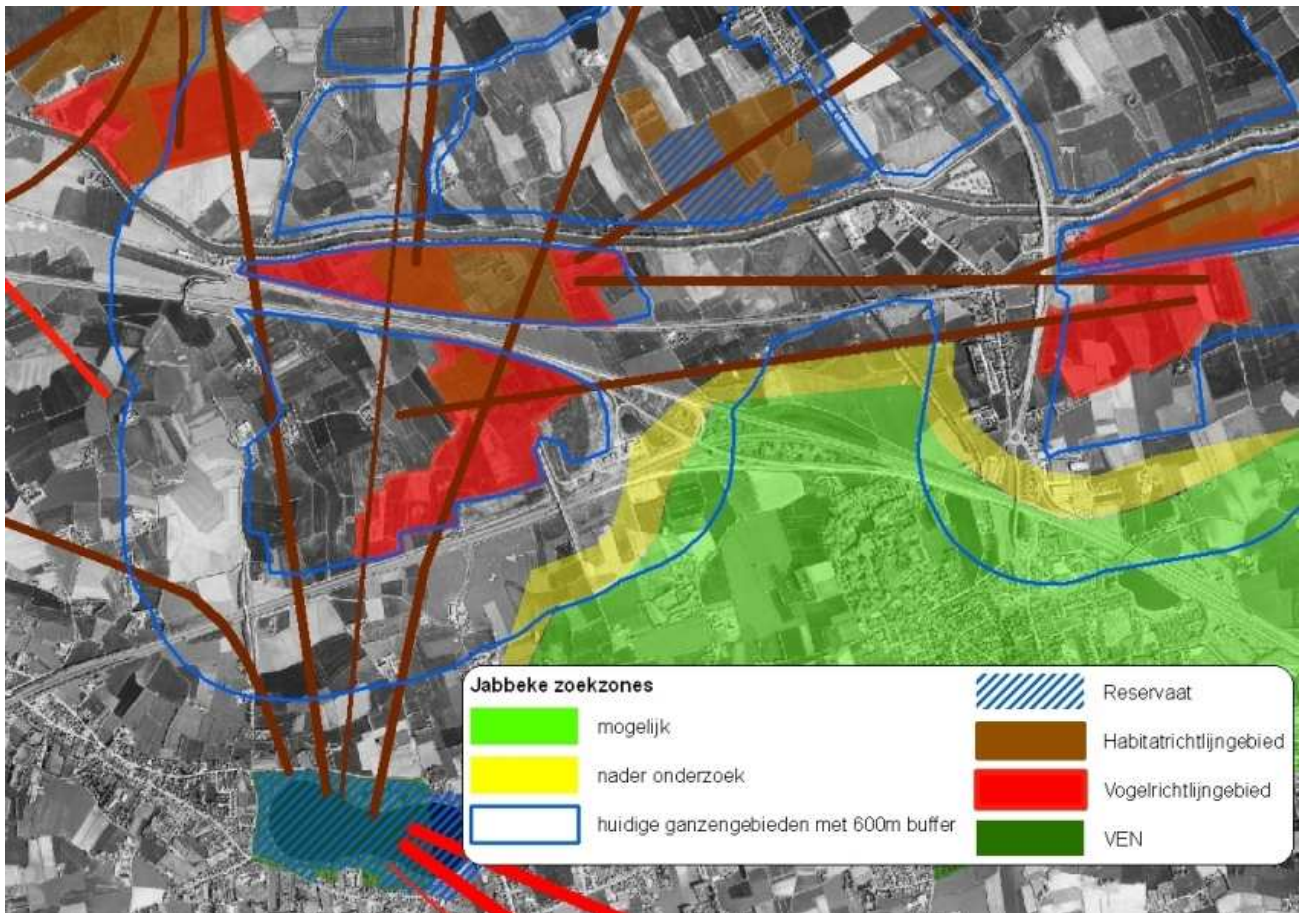 Jabbeke zoekzones
mogelijk
nader onderzoek
huidige ganzengebieden met 600m buffer
Reservaat
Habitatrichtlijngebied
Vogelrichtlijngebied
VEN